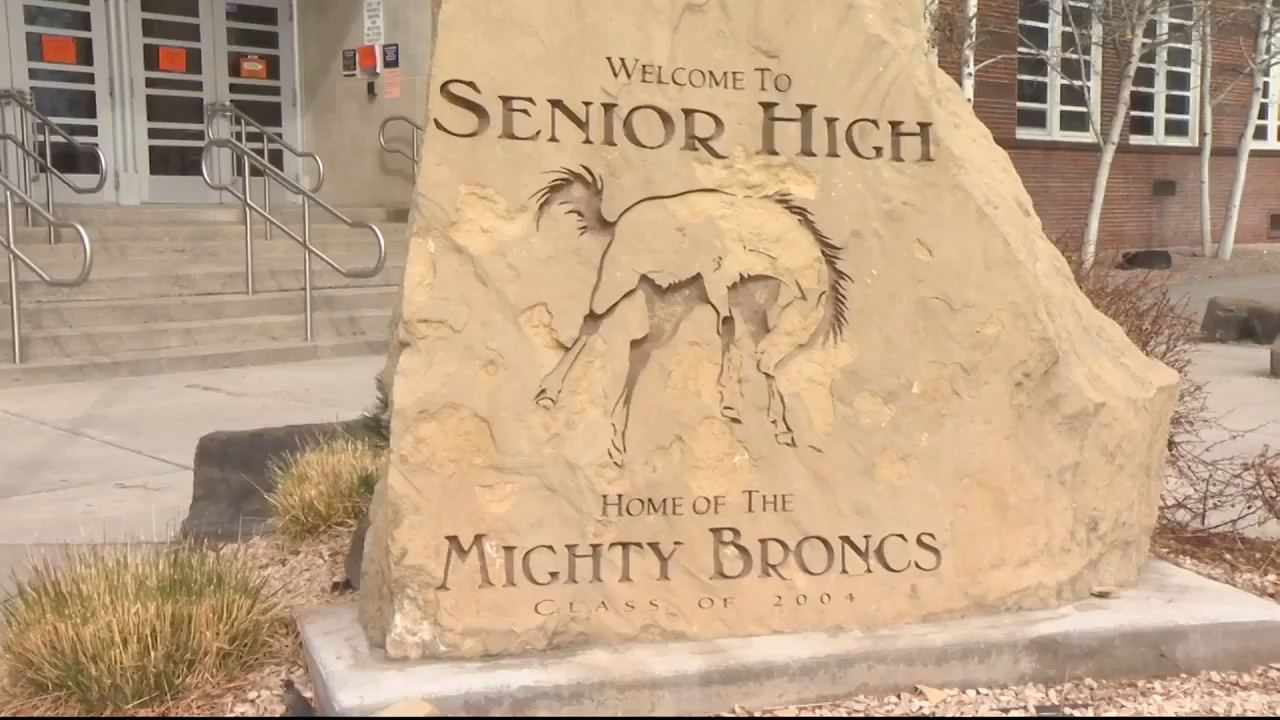 WELCOME TO
SENIOR HIGH
HOME OF THE
MIGHTY BRONCS
CLASS OF 2004